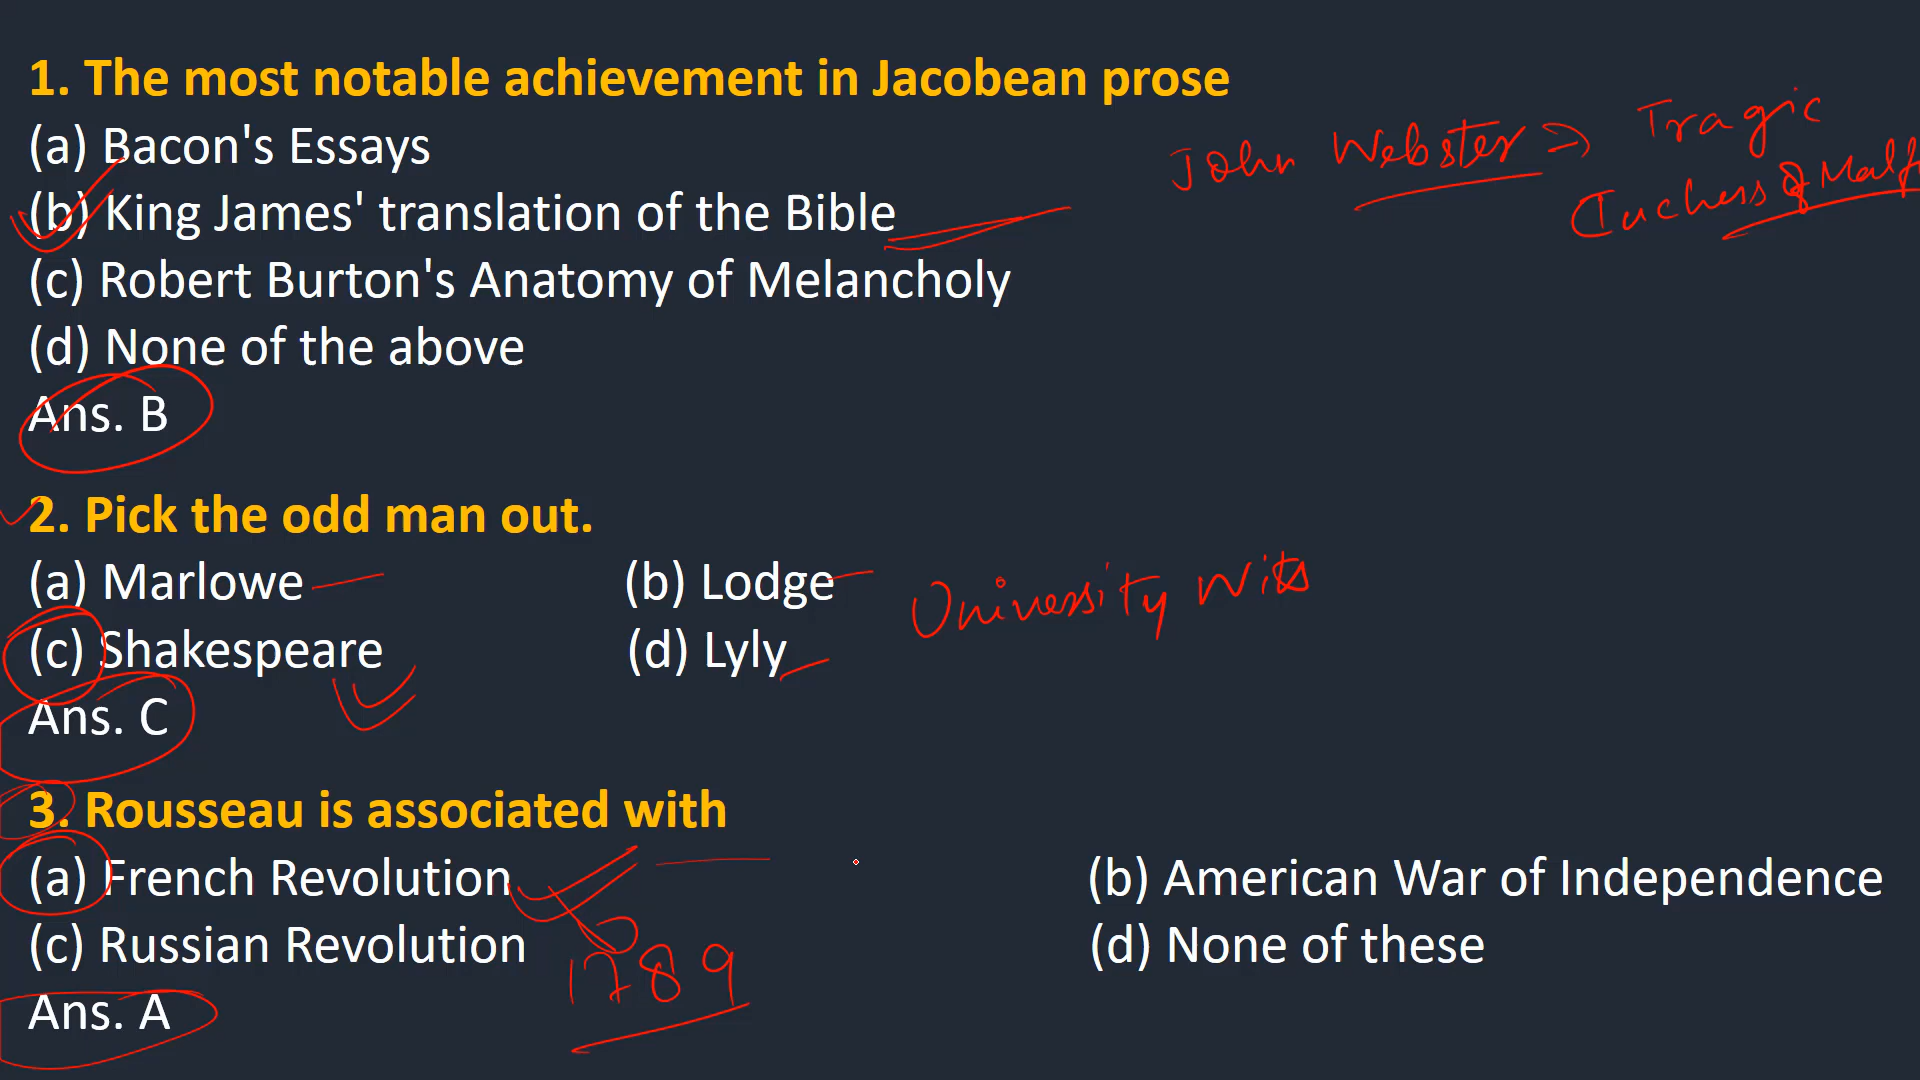 1. The most notable achievement in Jacobean prose
(a) Bacon's Essays
(b) King James' translation of the Bible
(c) Robert Burton's Anatomy of Melancholy
(d) None of the above
Ans. B
John Webster => Tragic
of
2. Pick the odd man out.
(a) Marlowe (b) Lodge
(c) Shakespeare (d) Lyly
University Wits
Ans. C
3. Rousseau is associated with
(a) French Revolution (b) American War of Independence
(c) Russian Revolution (d) None of these
1789
Ans. A